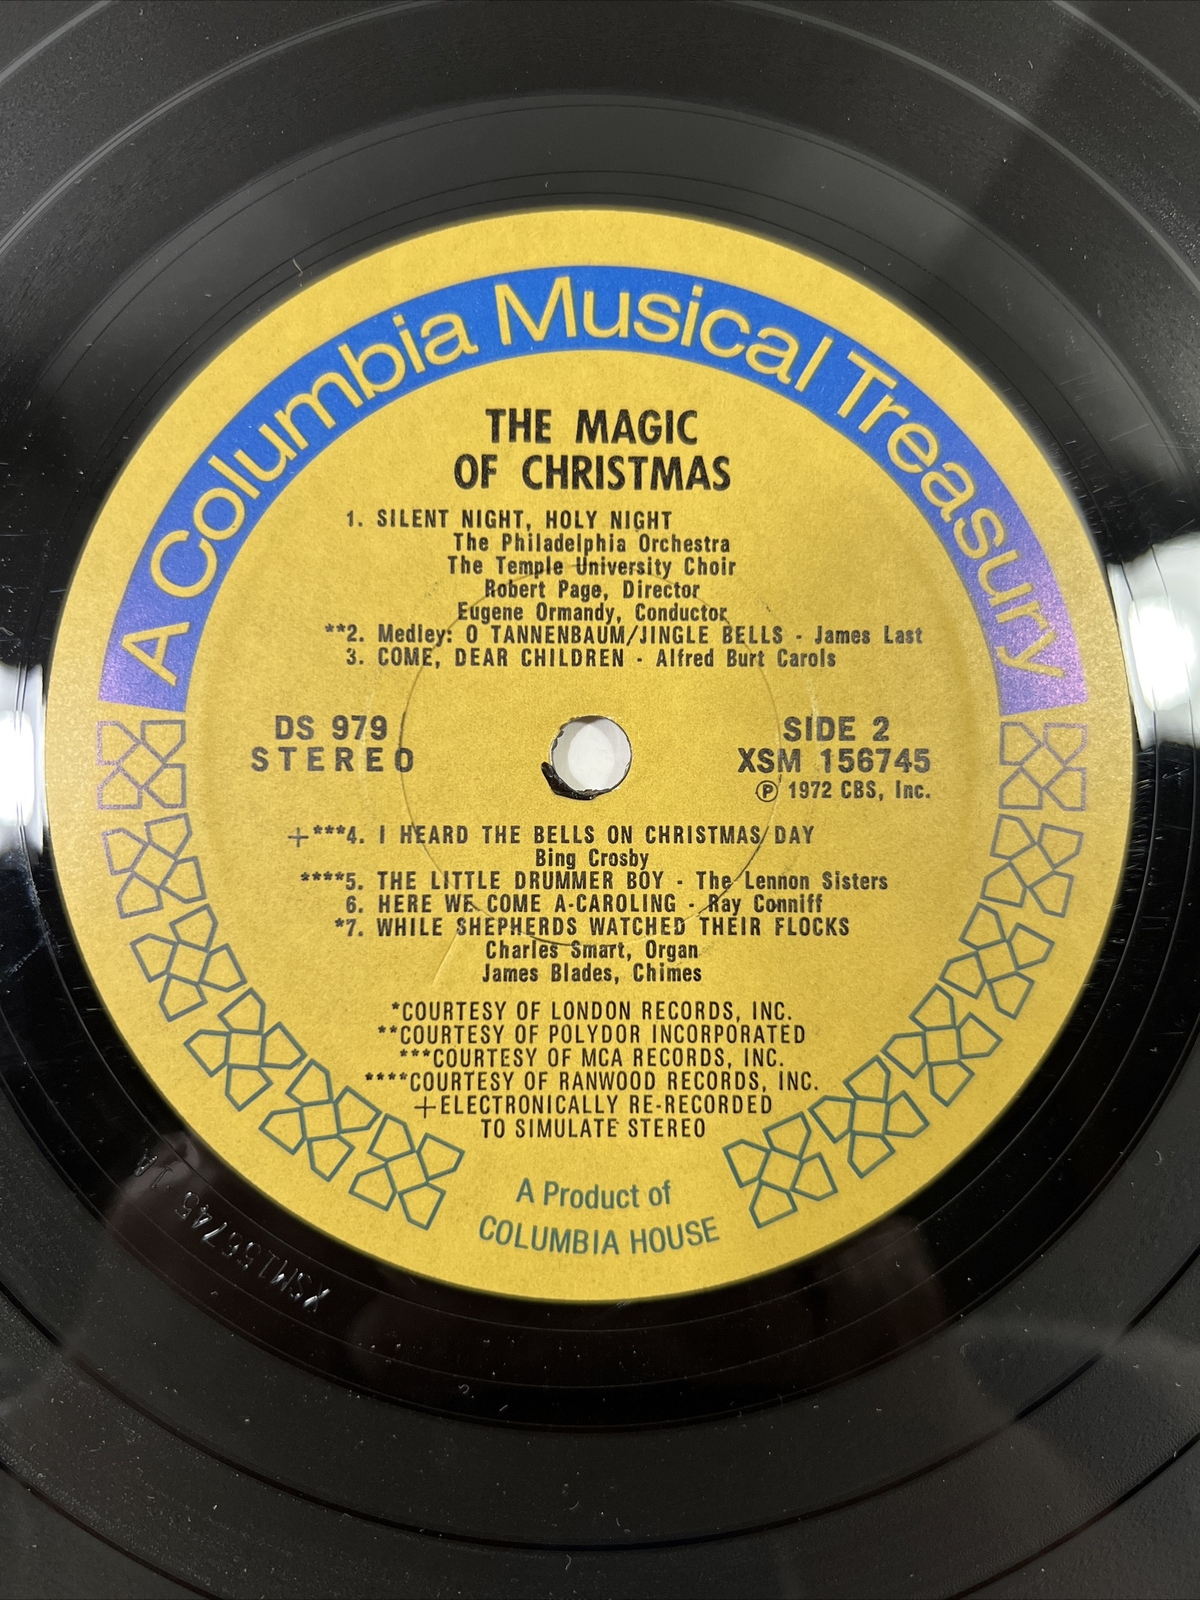 A Columbia Musical Treasury
THE MAGIC
OF CHRISTMAS
1. SILENT NIGHT, HOLY NIGHT
The Philadelphia Orchestra
The Temple University Choir
Robert Page, Director
Eugene Ormandy, Conductor
**2. Medley: O TANNENBAUM/JINGLE BELLS - James Last
3. COME, DEAR CHILDREN - Alfred Burt Carols
DS 979
STEREO
SIDE 2
XSM 156745
Ⓟ 1972 CBS, Inc.
+***4. I HEARD THE BELLS ON CHRISTMAS DAY
Bing Crosby
****5. THE LITTLE DRUMMER BOY - The Lennon Sisters
6. HERE WE COME A-CAROLING - Ray Conniff
*7. WHILE SHEPHERDS WATCHED THEIR FLOCKS
Charles Smart, Organ
James Blades, Chimes
*COURTESY OF LONDON RECORDS, INC.
**COURTESY OF POLYDOR INCORPORATED
***COURTESY OF MCA RECORDS, INC.
****COURTESY OF RANWOOD RECORDS, INC.
+ELECTRONICALLY RE-RECORDED
TO SIMULATE STEREO
A Product of
COLUMBIA HOUSE
XSM156745 1A